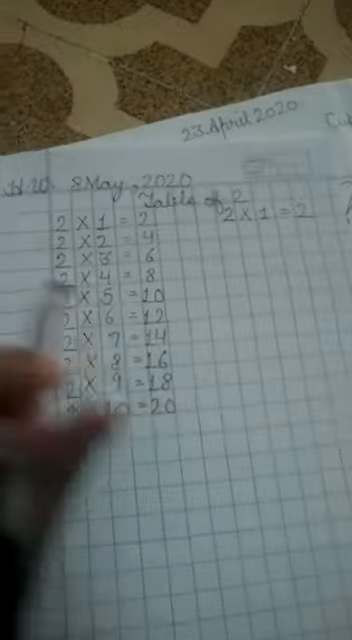 23 April 2020
H.W. 8 May, 2020
Table of 2
2 × 1 = 2
2 × 2 = 4
2 × 3 = 6
2 × 4 = 8
× 5 = 10
2 × 6 = 12
2 × 7 = 14
2 × 8 = 16
2 × 9 = 18
10 = 20
2 × 1 = 2